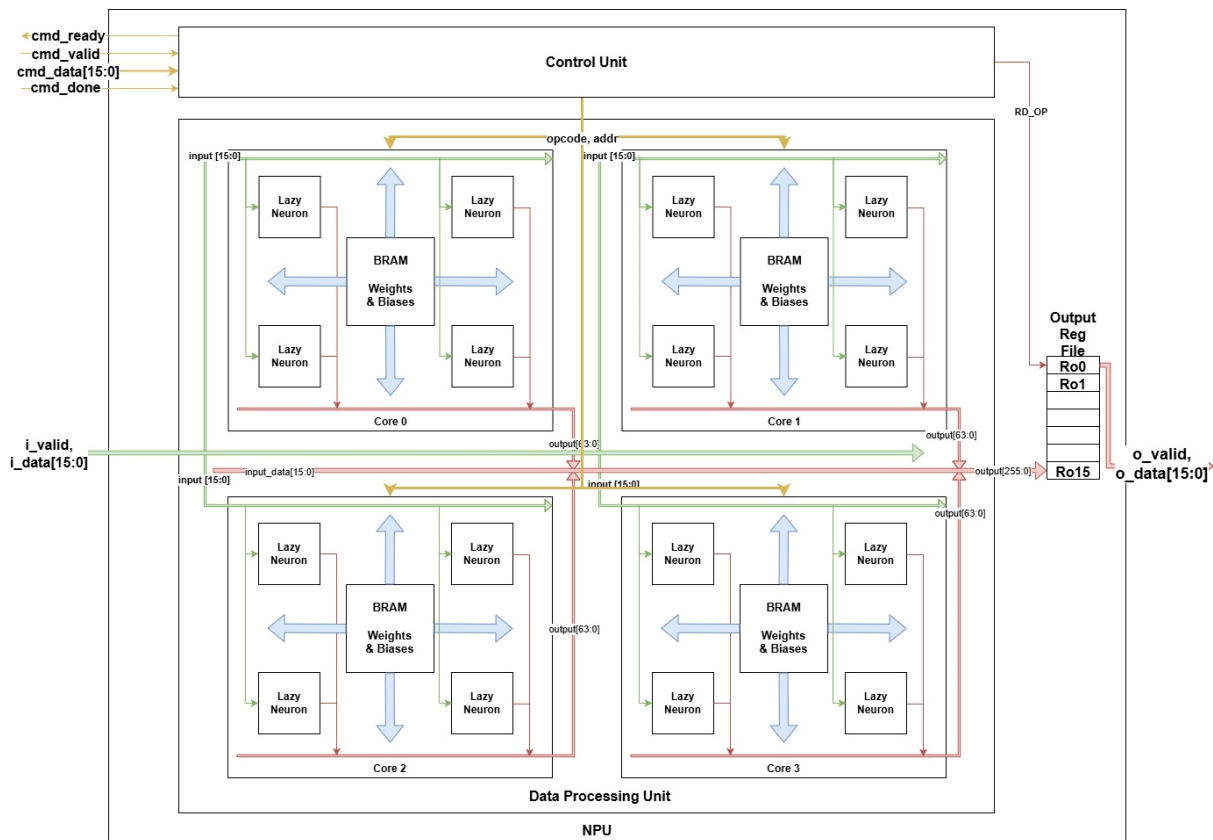 cmd_ready
cmd_valid
cmd_data[15:0]
cmd_done
Control Unit
RD_OP
opcode, addr
input [15:0]
Lazy
Neuron
Lazy
Neuron
BRAM
Weights
& Biases
Lazy
Neuron
Lazy
Neuron
Core 0
input [15:0]
Lazy
Neuron
Lazy
Neuron
BRAM
Weights
& Biases
Lazy
Neuron
Lazy
Neuron
Core 1
Output
Reg
File
Ro0
Ro1
Ro15
i_valid,
i_data[15:0]
output[63:0]
output[63:0]
input_data[15:0]
output[255:0]
o_valid,
o_data[15:0]
input [15:0]
Lazy
Neuron
Lazy
Neuron
BRAM
Weights
& Biases
Lazy
Neuron
Lazy
Neuron
output[63:0]
Core 2
input [15:0]
output[63:0]
Lazy
Neuron
Lazy
Neuron
BRAM
Weights
& Biases
Lazy
Neuron
Lazy
Neuron
Core 3
Data Processing Unit
NPU